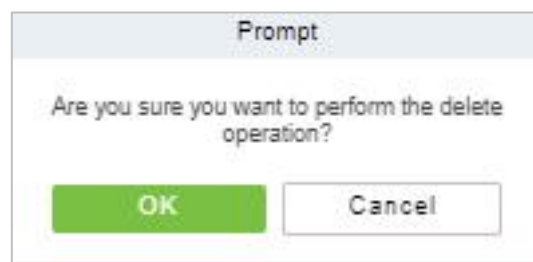 Prompt
Are you sure you want to perform the delete
operation?
OK
Cancel